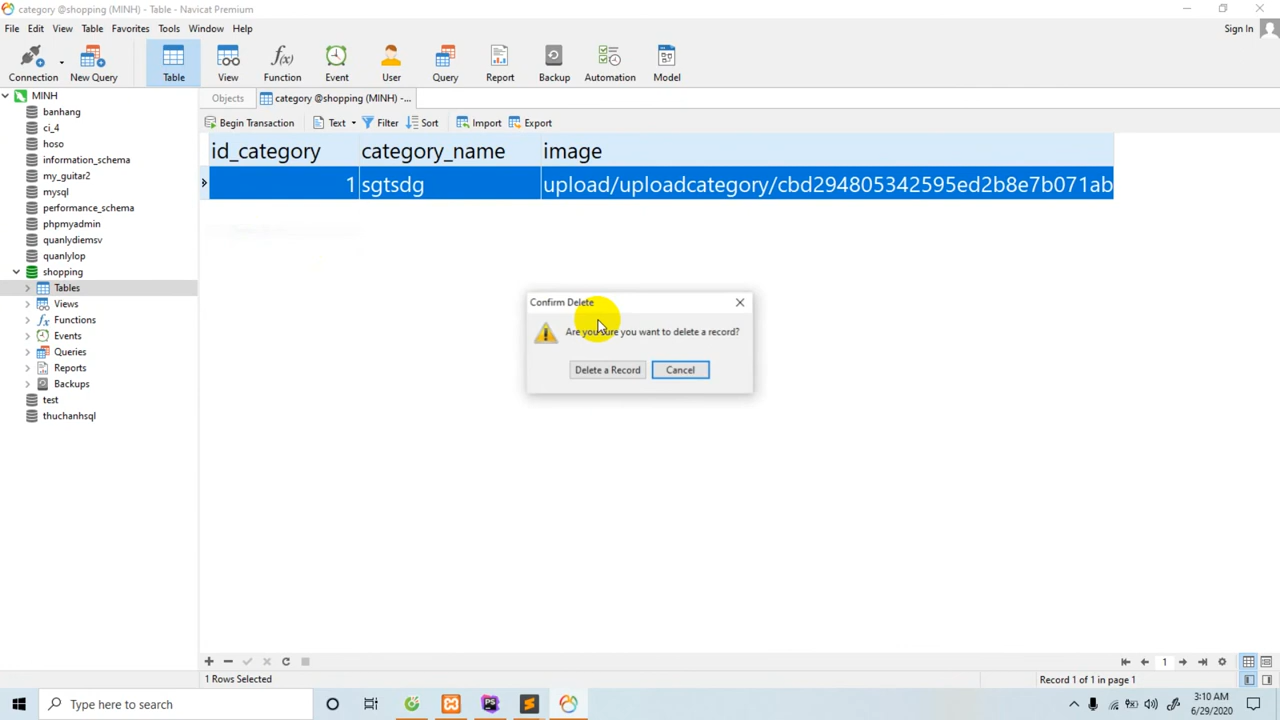 category @shopping (MINH) - Table - Navicat Premium
File Edit View Table Favorites Tools Window Help
Sign In
Connection New Query Table View Function Event User Query Report Backup Automation Model
MINH
banhang
ci_4
hoso
information_schema
my_guitar2
mysql
performance_schema
phpmyadmin
quanlydiemsv
quanlylop
shopping
Tables
Views
Functions
Events
Queries
Reports
Backups
test
thuchanhsql
Objects category @shopping (MINH) -...
Begin Transaction Text Filter Sort Import Export
id_category category_name image
1 sgtsdg upload/uploadcategory/cbd294805342595ed2b8e7b071ab
Confirm Delete
Are you sure you want to delete a record?
Delete a Record Cancel
1
1 Rows Selected
Record 1 of 1 in page 1
Type here to search
PS
3:10 AM
6/29/2020